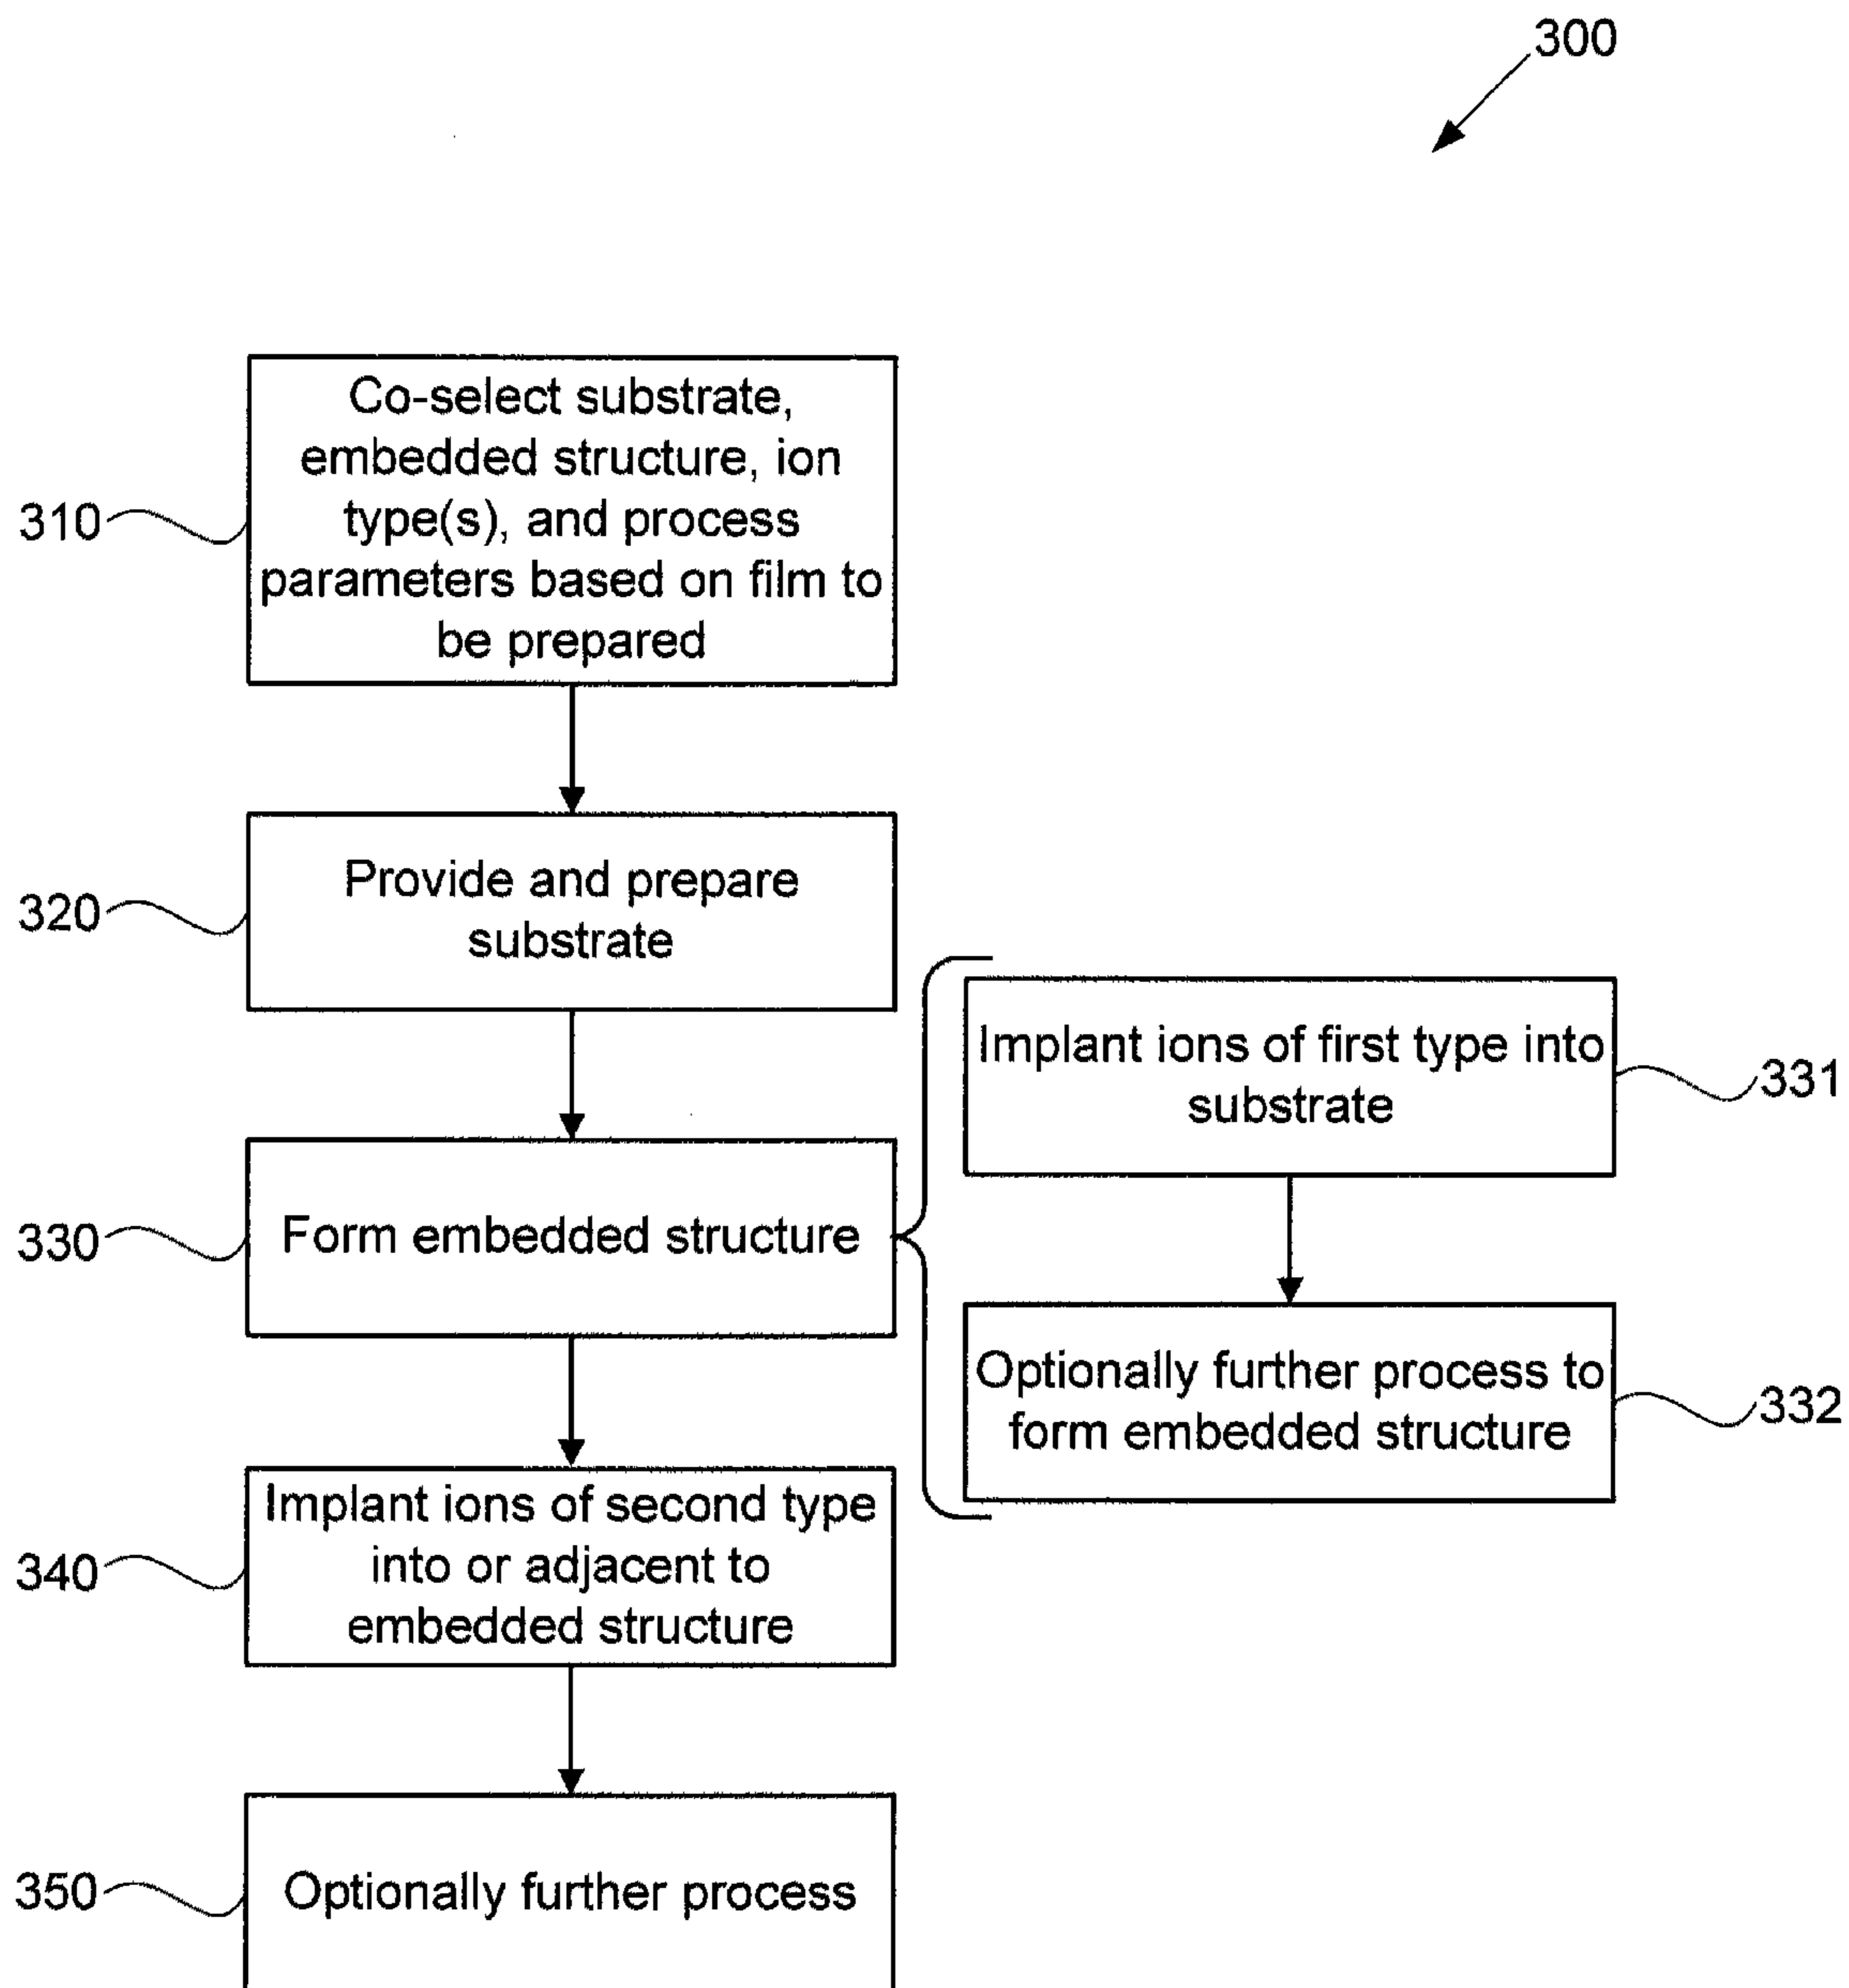 300
310
Co-select substrate,
embedded structure, ion
type(s), and process
parameters based on film to
be prepared
320
Provide and prepare
substrate
330
Form embedded structure
331
Implant ions of first type into
substrate
332
Optionally further process to
form embedded structure
340
Implant ions of second type
into or adjacent to
embedded structure
350
Optionally further process